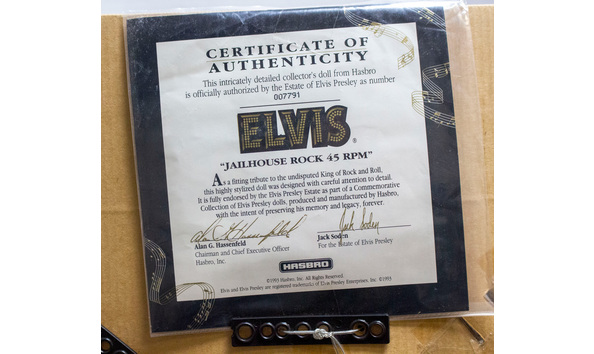 CERTIFICATE OF
AUTHENTICITY
This intricately detailed collector's doll from Hasbro
is officially authorized by the Estate of Elvis Presley as number
007791
ELVIS®
"JAILHOUSE ROCK 45 RPM"
As a fitting tribute to the undisputed King of Rock and Roll,
this highly stylized doll was designed with careful attention to detail.
It is fully endorsed by the Elvis Presley Estate as part of a Commemorative
Collection of Elvis Presley dolls, produced and manufactured by Hasbro,
with the intent of preserving his memory and legacy, forever.
Alan G. Hassenfeld
Jack Soden
Alan G. Hassenfeld
Chairman and Chief Executive Officer
Hasbro, Inc.
Jack Soden
For the Estate of Elvis Presley
HASBRO
©1993 Hasbro, Inc. All Rights Reserved.
Elvis and Elvis Presley are registered trademarks of Elvis Presley Enterprises, Inc. ©1993